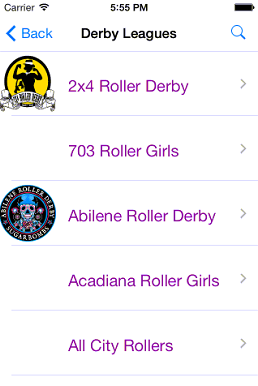 Carrier 5:55 PM
Back Derby Leagues
2x4 Roller Derby
703 Roller Girls
ABILENE ROLLER DERBY
SUGARBOMBS
Abilene Roller Derby
Acadiana Roller Girls
All City Rollers